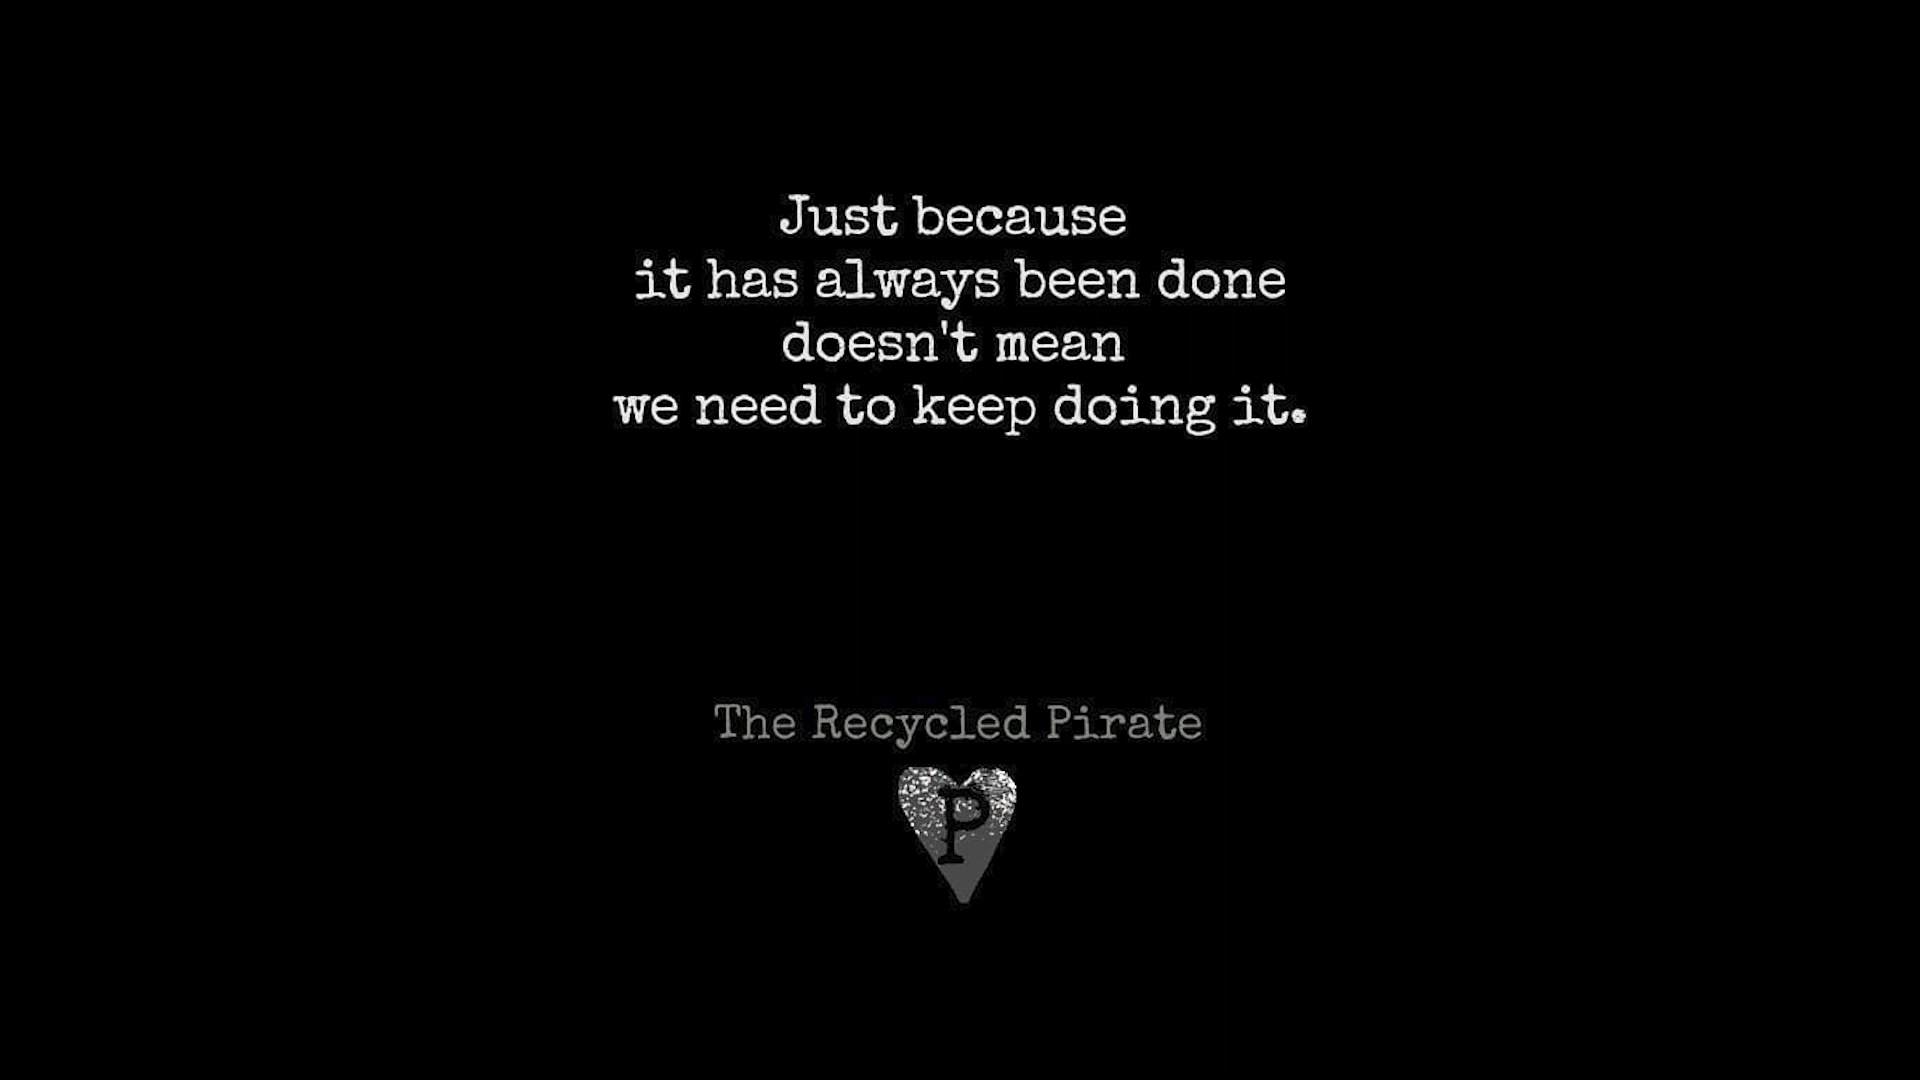 Just because
it has always been done
doesn't mean
we need to keep doing it.
The Recycled Pirate
P